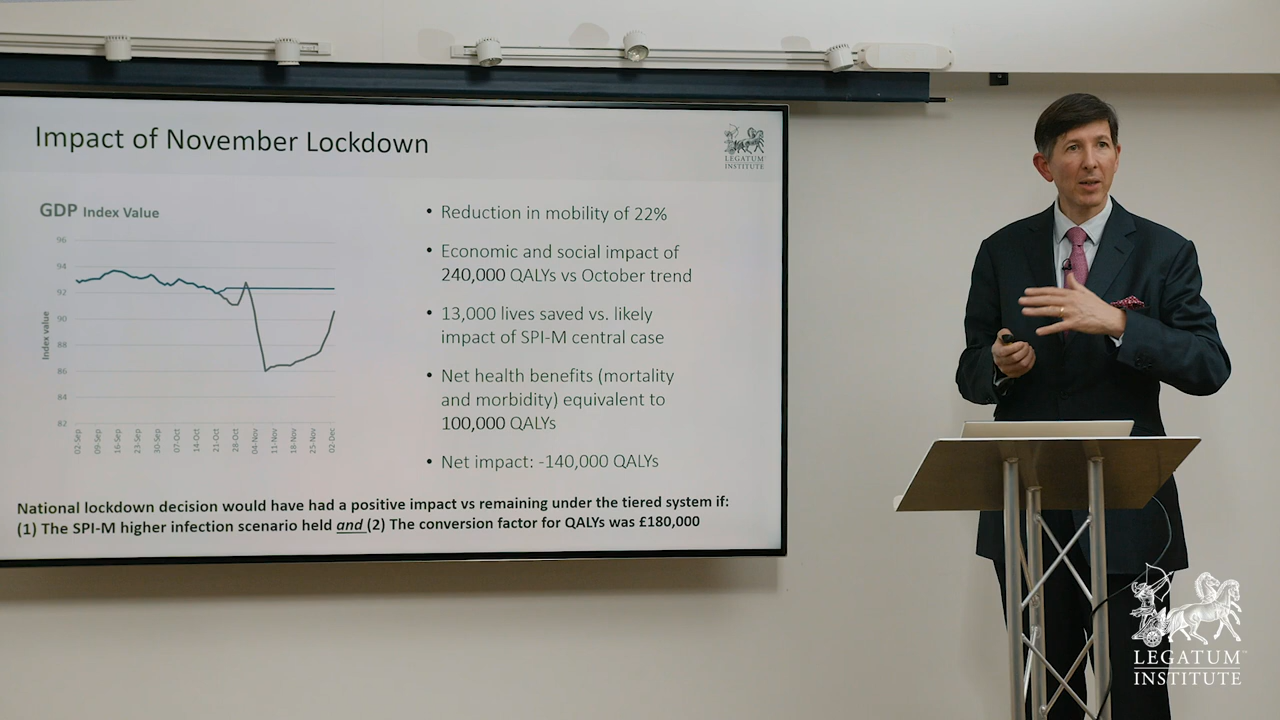 Impact of November Lockdown
LEGATUM
INSTITUTE
GDP Index Value
96
94
92
90
88
86
84
82
Index value
02-Sep
09-Sep
16-Sep
23-Sep
30-Sep
07-Oct
14-Oct
21-Oct
28-Oct
04-Nov
11-Nov
18-Nov
25-Nov
02-Dec
• Reduction in mobility of 22%
• Economic and social impact of
240,000 QALYs vs October trend
• 13,000 lives saved vs. likely
impact of SPI-M central case
• Net health benefits (mortality
and morbidity) equivalent to
100,000 QALYs
• Net impact: -140,000 QALYs
National lockdown decision would have had a positive impact vs remaining under the tiered system if:
(1) The SPI-M higher infection scenario held and (2) The conversion factor for QALYs was £180,000
LEGATUM™
INSTITUTE